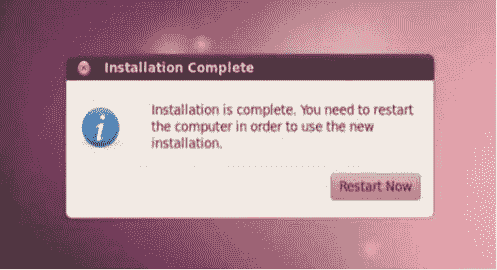 Installation Complete
Installation is complete. You need to restart
the computer in order to use the new
installation.
Restart Now